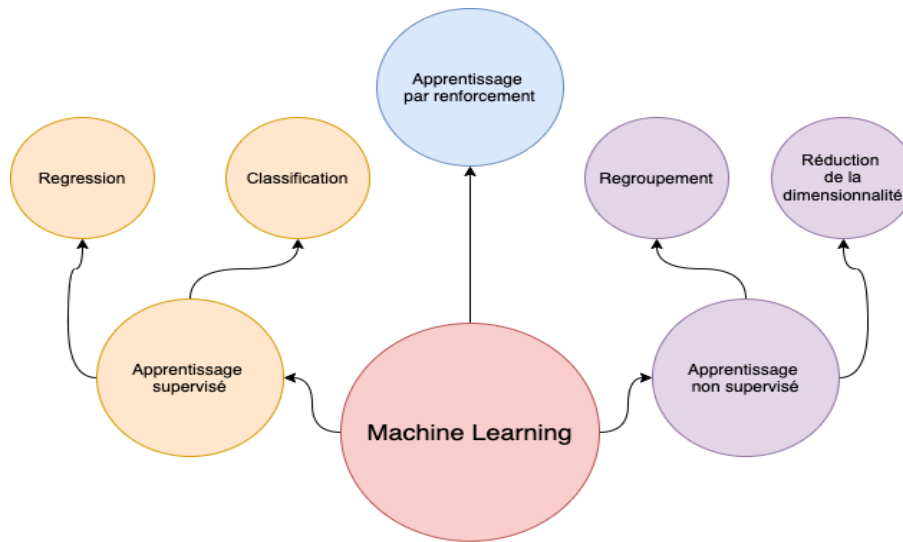 Apprentissage
par renforcement
Regression
Classification
Regroupement
Réduction
de la
dimensionnalité
Apprentissage
supervisé
Machine Learning
Apprentissage
non supervisé